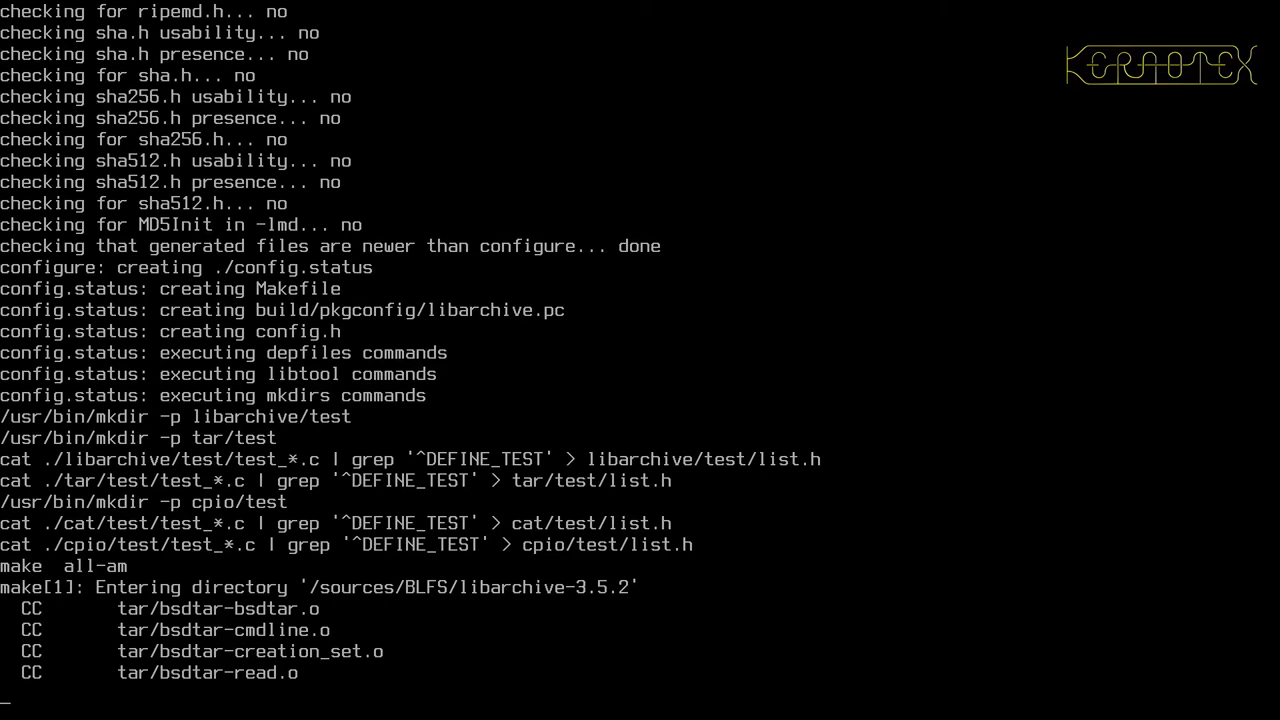 checking for ripemd.h... no
checking sha.h usability... no
checking sha.h presence... no
checking for sha.h... no
checking sha256.h usability... no
checking sha256.h presence... no
checking for sha256.h... no
checking sha512.h usability... no
checking sha512.h presence... no
checking for sha512.h... no
checking for MD5Init in -lmd... no
checking that generated files are newer than configure... done
configure: creating ./config.status
config.status: creating Makefile
config.status: creating build/pkgconfig/libarchive.pc
config.status: creating config.h
config.status: executing depfiles commands
config.status: executing libtool commands
config.status: executing mkdirs commands
/usr/bin/mkdir -p libarchive/test
/usr/bin/mkdir -p tar/test
cat ./libarchive/test/test_*.c | grep '^DEFINE_TEST' > libarchive/test/list.h
cat ./tar/test/test_*.c | grep '^DEFINE_TEST' > tar/test/list.h
/usr/bin/mkdir -p cpio/test
cat ./cat/test/test_*.c | grep '^DEFINE_TEST' > cat/test/list.h
cat ./cpio/test/test_*.c | grep '^DEFINE_TEST' > cpio/test/list.h
make  all-am
make[1]: Entering directory '/sources/BLFS/libarchive-3.5.2'
  CC       tar/bsdtar-bsdtar.o
  CC       tar/bsdtar-cmdline.o
  CC       tar/bsdtar-creation_set.o
  CC       tar/bsdtar-read.o
_
KERNOTEX